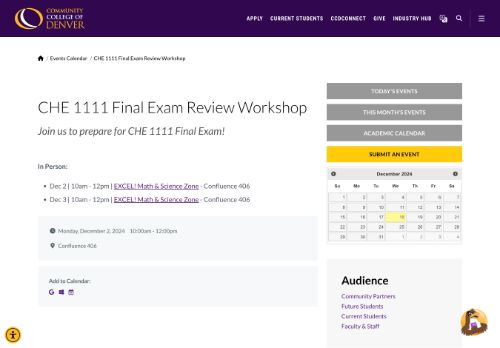 COMMUNITY
COLLEGE OF
DENVER
APPLY CURRENT STUDENTS CCDCONNECT GIVE INDUSTRY HUB
/ Events Calendar / CHE 1111 Final Exam Review Workshop
CHE 1111 Final Exam Review Workshop
Join us to prepare for CHE 1111 Final Exam!
In Person:
Dec 2 | 10am - 12pm | EXCEL! Math & Science Zone - Confluence 406
Dec 3 | 10am - 12pm | EXCEL! Math & Science Zone - Confluence 406
Monday, December 2, 2024 10:00am - 12:00pm
Confluence 406
Add to Calendar:
TODAY'S EVENTS
THIS MONTH'S EVENTS
ACADEMIC CALENDAR
SUBMIT AN EVENT
December 2024
Su Mo Tu We Th Fr Sa
1 2 3 4 5 6 7
8 9 10 11 12 13 14
15 16 17 18 19 20 21
22 23 24 25 26 27 28
29 30 31 1 2 3 4
Audience
Community Partners
Future Students
Current Students
Faculty & Staff